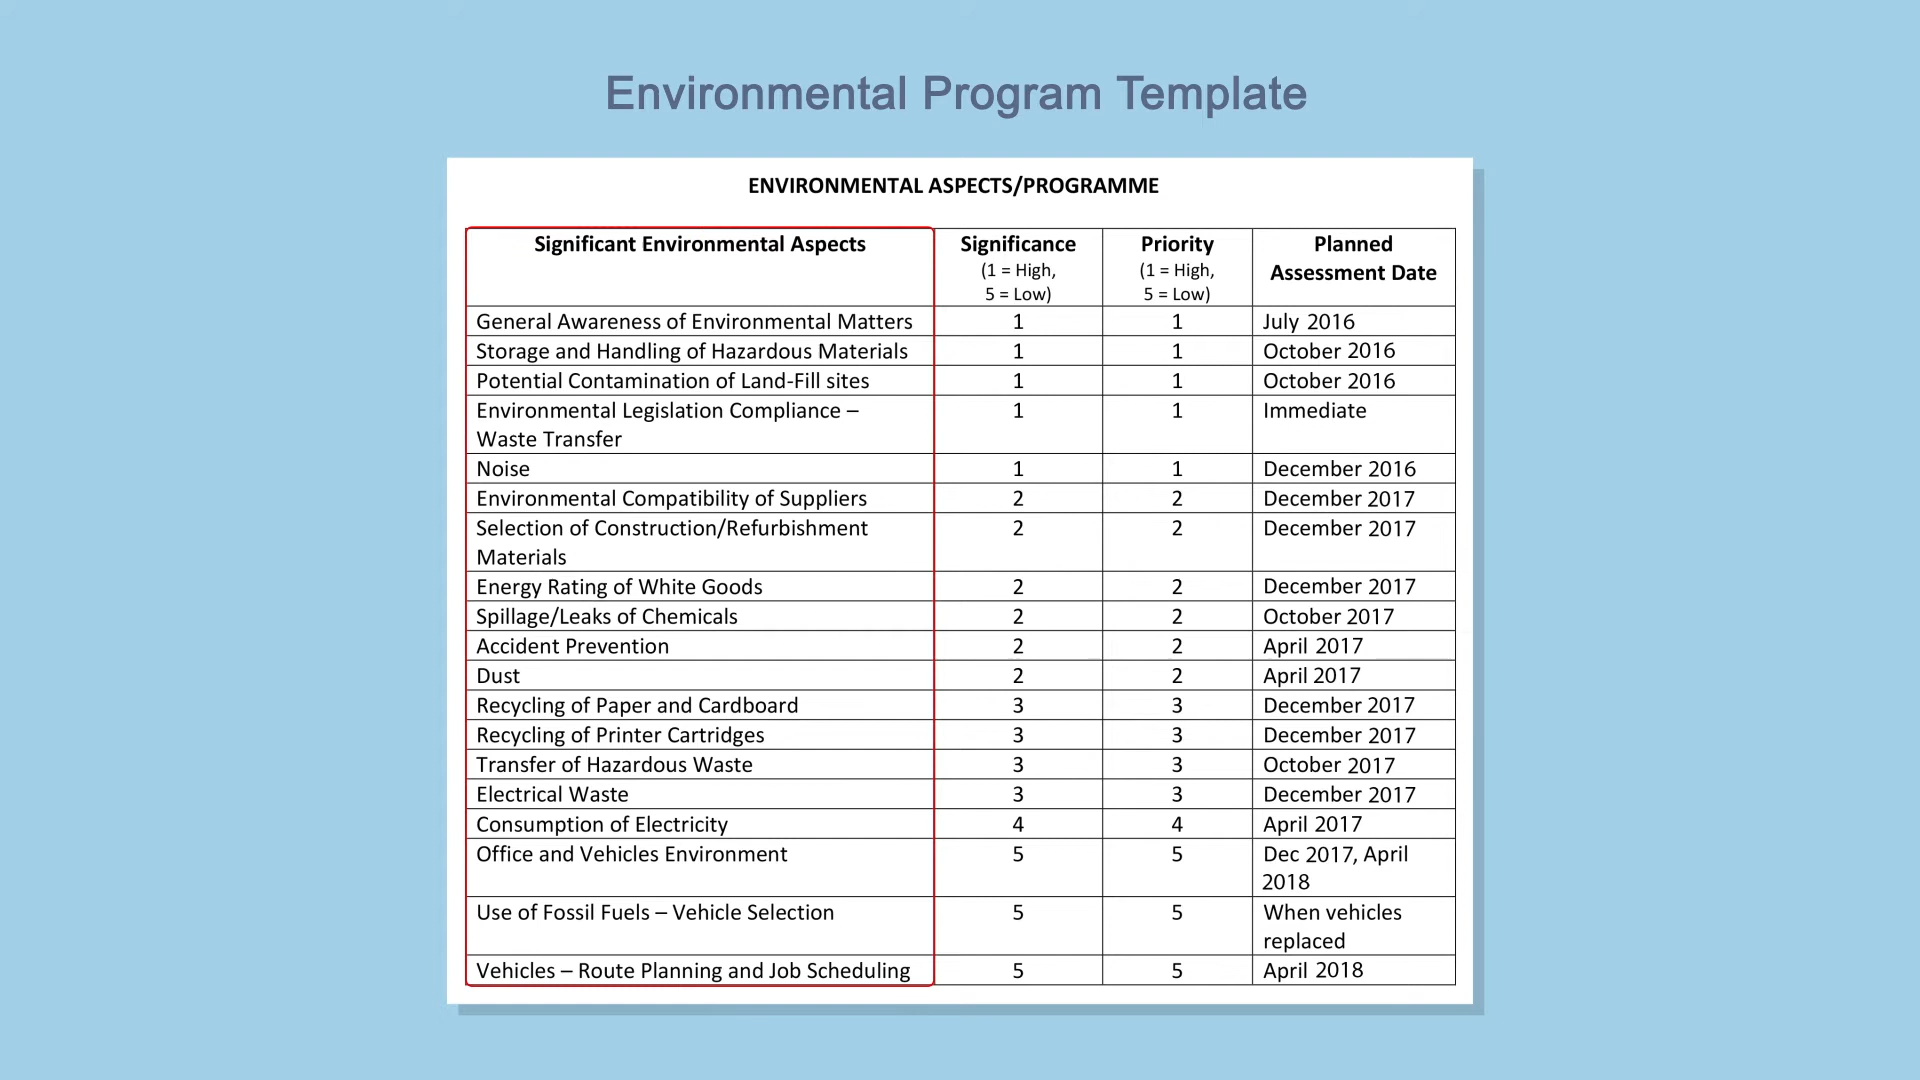 Environmental Program Template
ENVIRONMENTAL ASPECTS/PROGRAMME
Significant Environmental Aspects Significance Priority Planned
(1 = High, (1 = High, Assessment Date
5 = Low) 5 = Low)
General Awareness of Environmental Matters 1 1 July 2016
Storage and Handling of Hazardous Materials 1 1 October 2016
Potential Contamination of Land-Fill sites 1 1 October 2016
Environmental Legislation Compliance – 1 1 Immediate
Waste Transfer
Noise 1 1 December 2016
Environmental Compatibility of Suppliers 2 2 December 2017
Selection of Construction/Refurbishment 2 2 December 2017
Materials
Energy Rating of White Goods 2 2 December 2017
Spillage/Leaks of Chemicals 2 2 October 2017
Accident Prevention 2 2 April 2017
Dust 2 2 April 2017
Recycling of Paper and Cardboard 3 3 December 2017
Recycling of Printer Cartridges 3 3 December 2017
Transfer of Hazardous Waste 3 3 October 2017
Electrical Waste 3 3 December 2017
Consumption of Electricity 4 4 April 2017
Office and Vehicles Environment 5 5 Dec 2017, April
2018
Use of Fossil Fuels – Vehicle Selection 5 5 When vehicles
replaced
Vehicles – Route Planning and Job Scheduling 5 5 April 2018